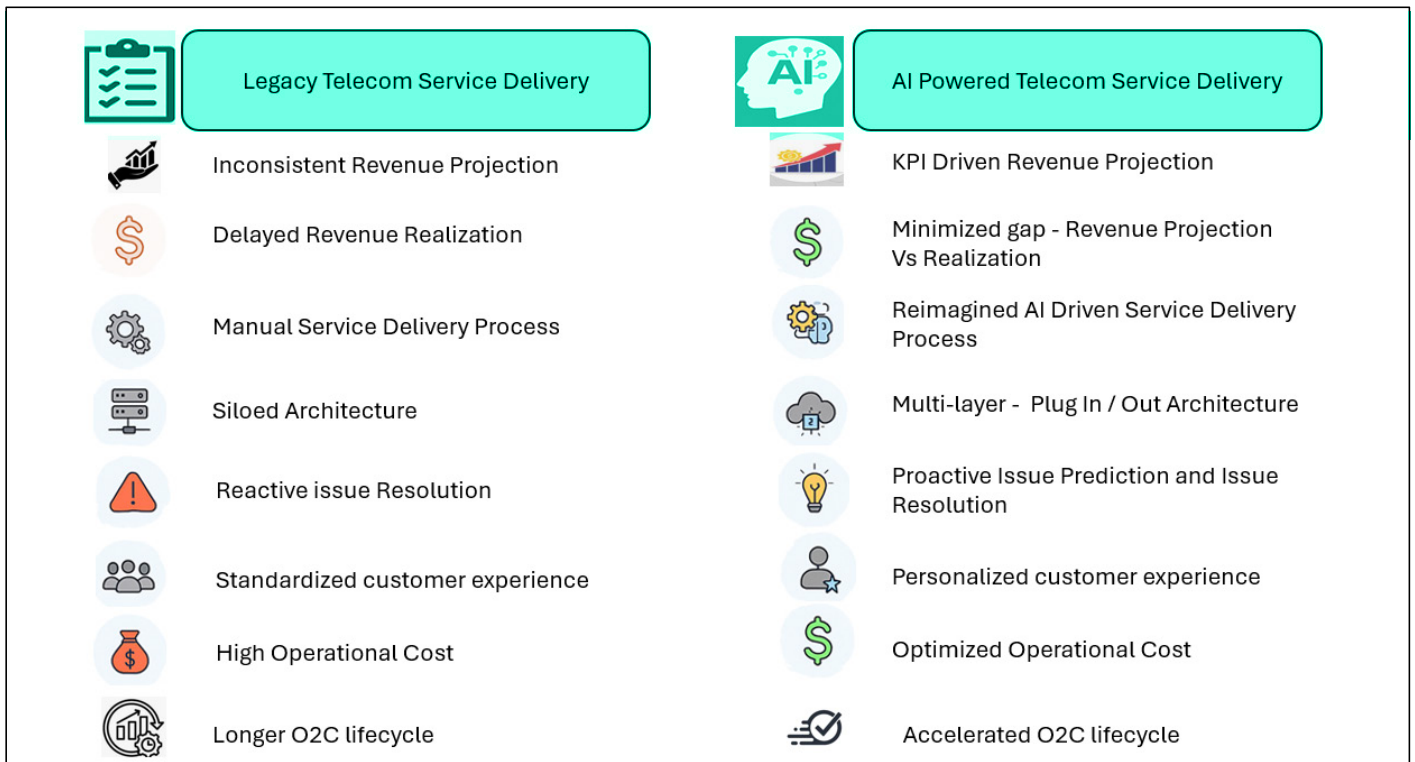 Legacy Telecom Service Delivery
Inconsistent Revenue Projection
Delayed Revenue Realization
Manual Service Delivery Process
Siloed Architecture
Reactive issue Resolution
Standardized customer experience
High Operational Cost
Longer O2C lifecycle
AI
AI Powered Telecom Service Delivery
KPI Driven Revenue Projection
Minimized gap - Revenue Projection
Vs Realization
Reimagined AI Driven Service Delivery
Process
Multi-layer -  Plug In / Out Architecture
Proactive Issue Prediction and Issue
Resolution
Personalized customer experience
Optimized Operational Cost
Accelerated O2C lifecycle